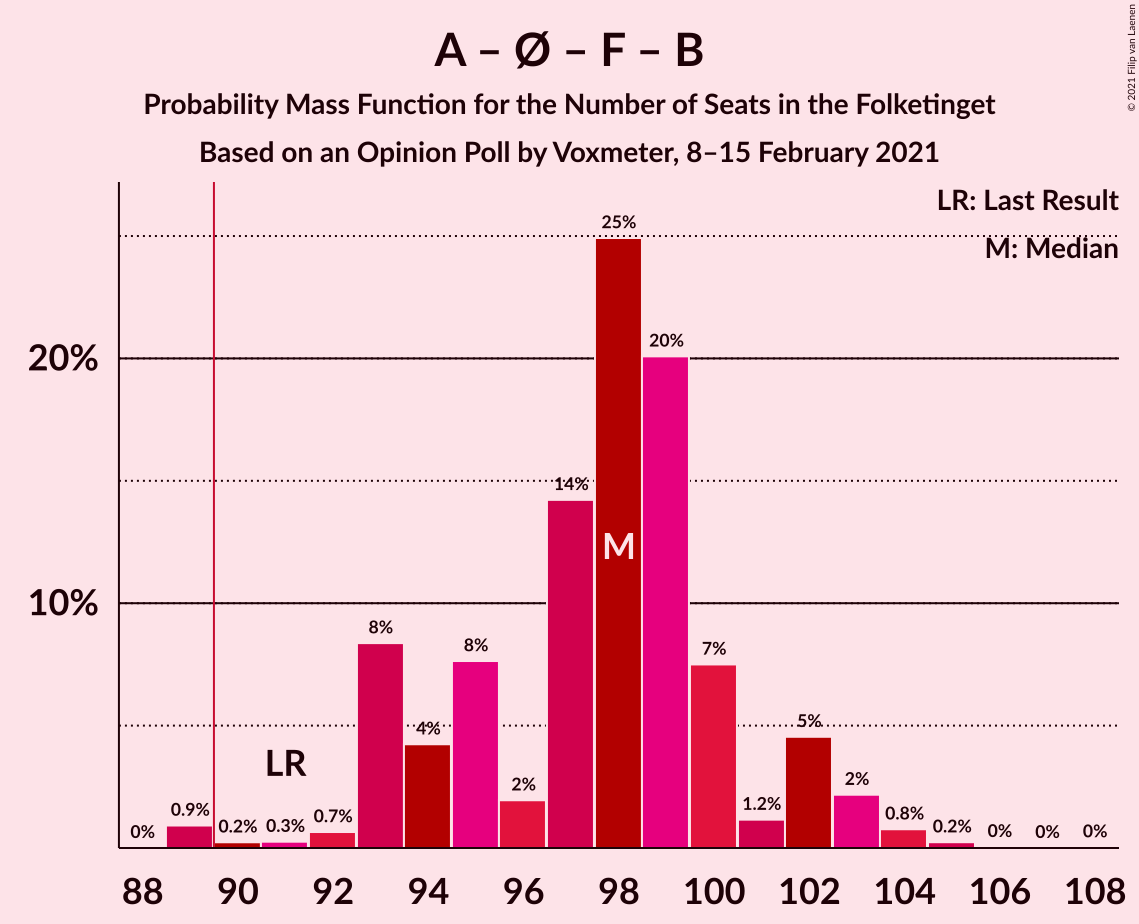 A – Ø – F – B
Probability Mass Function for the Number of Seats in the Folketinget
Based on an Opinion Poll by Voxmeter, 8–15 February 2021
© 2021 Filip van Laenen
LR: Last Result
M: Median
20%
10%
0%
0.9%
0.2%
0.3%
0.7%
8%
4%
8%
2%
14%
25%
20%
7%
1.2%
5%
2%
0.8%
0.2%
0%
0%
0%
LR
M
88 90 92 94 96 98 100 102 104 106 108